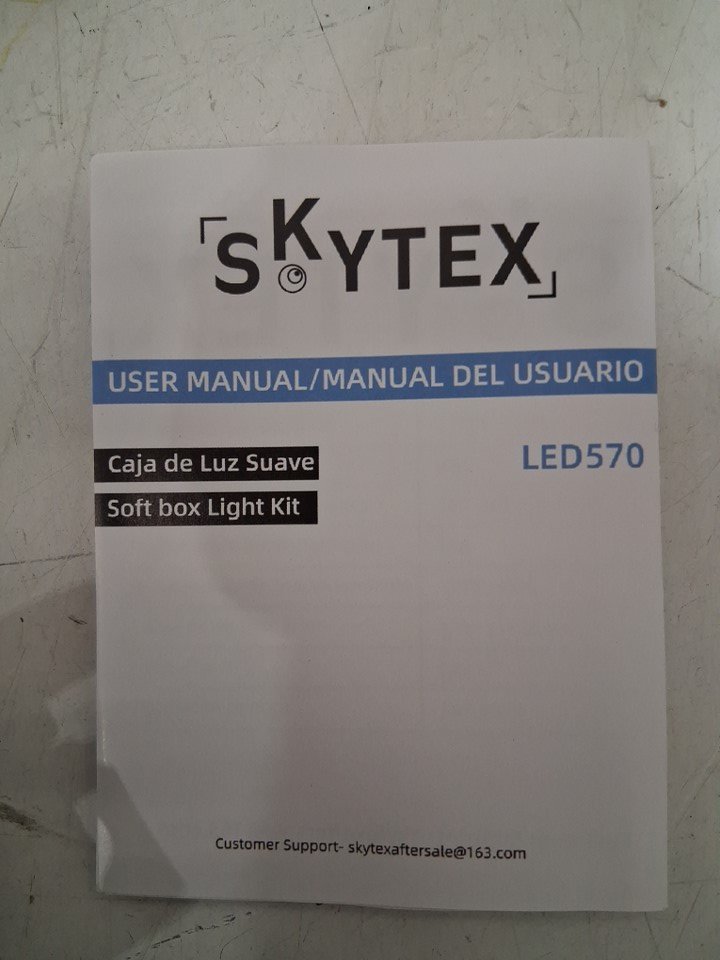 SKYTEX
USER MANUAL/MANUAL DEL USUARIO
Caja de Luz Suave
LED570
Soft box Light Kit
Customer Support- skytexaftersale@163.com